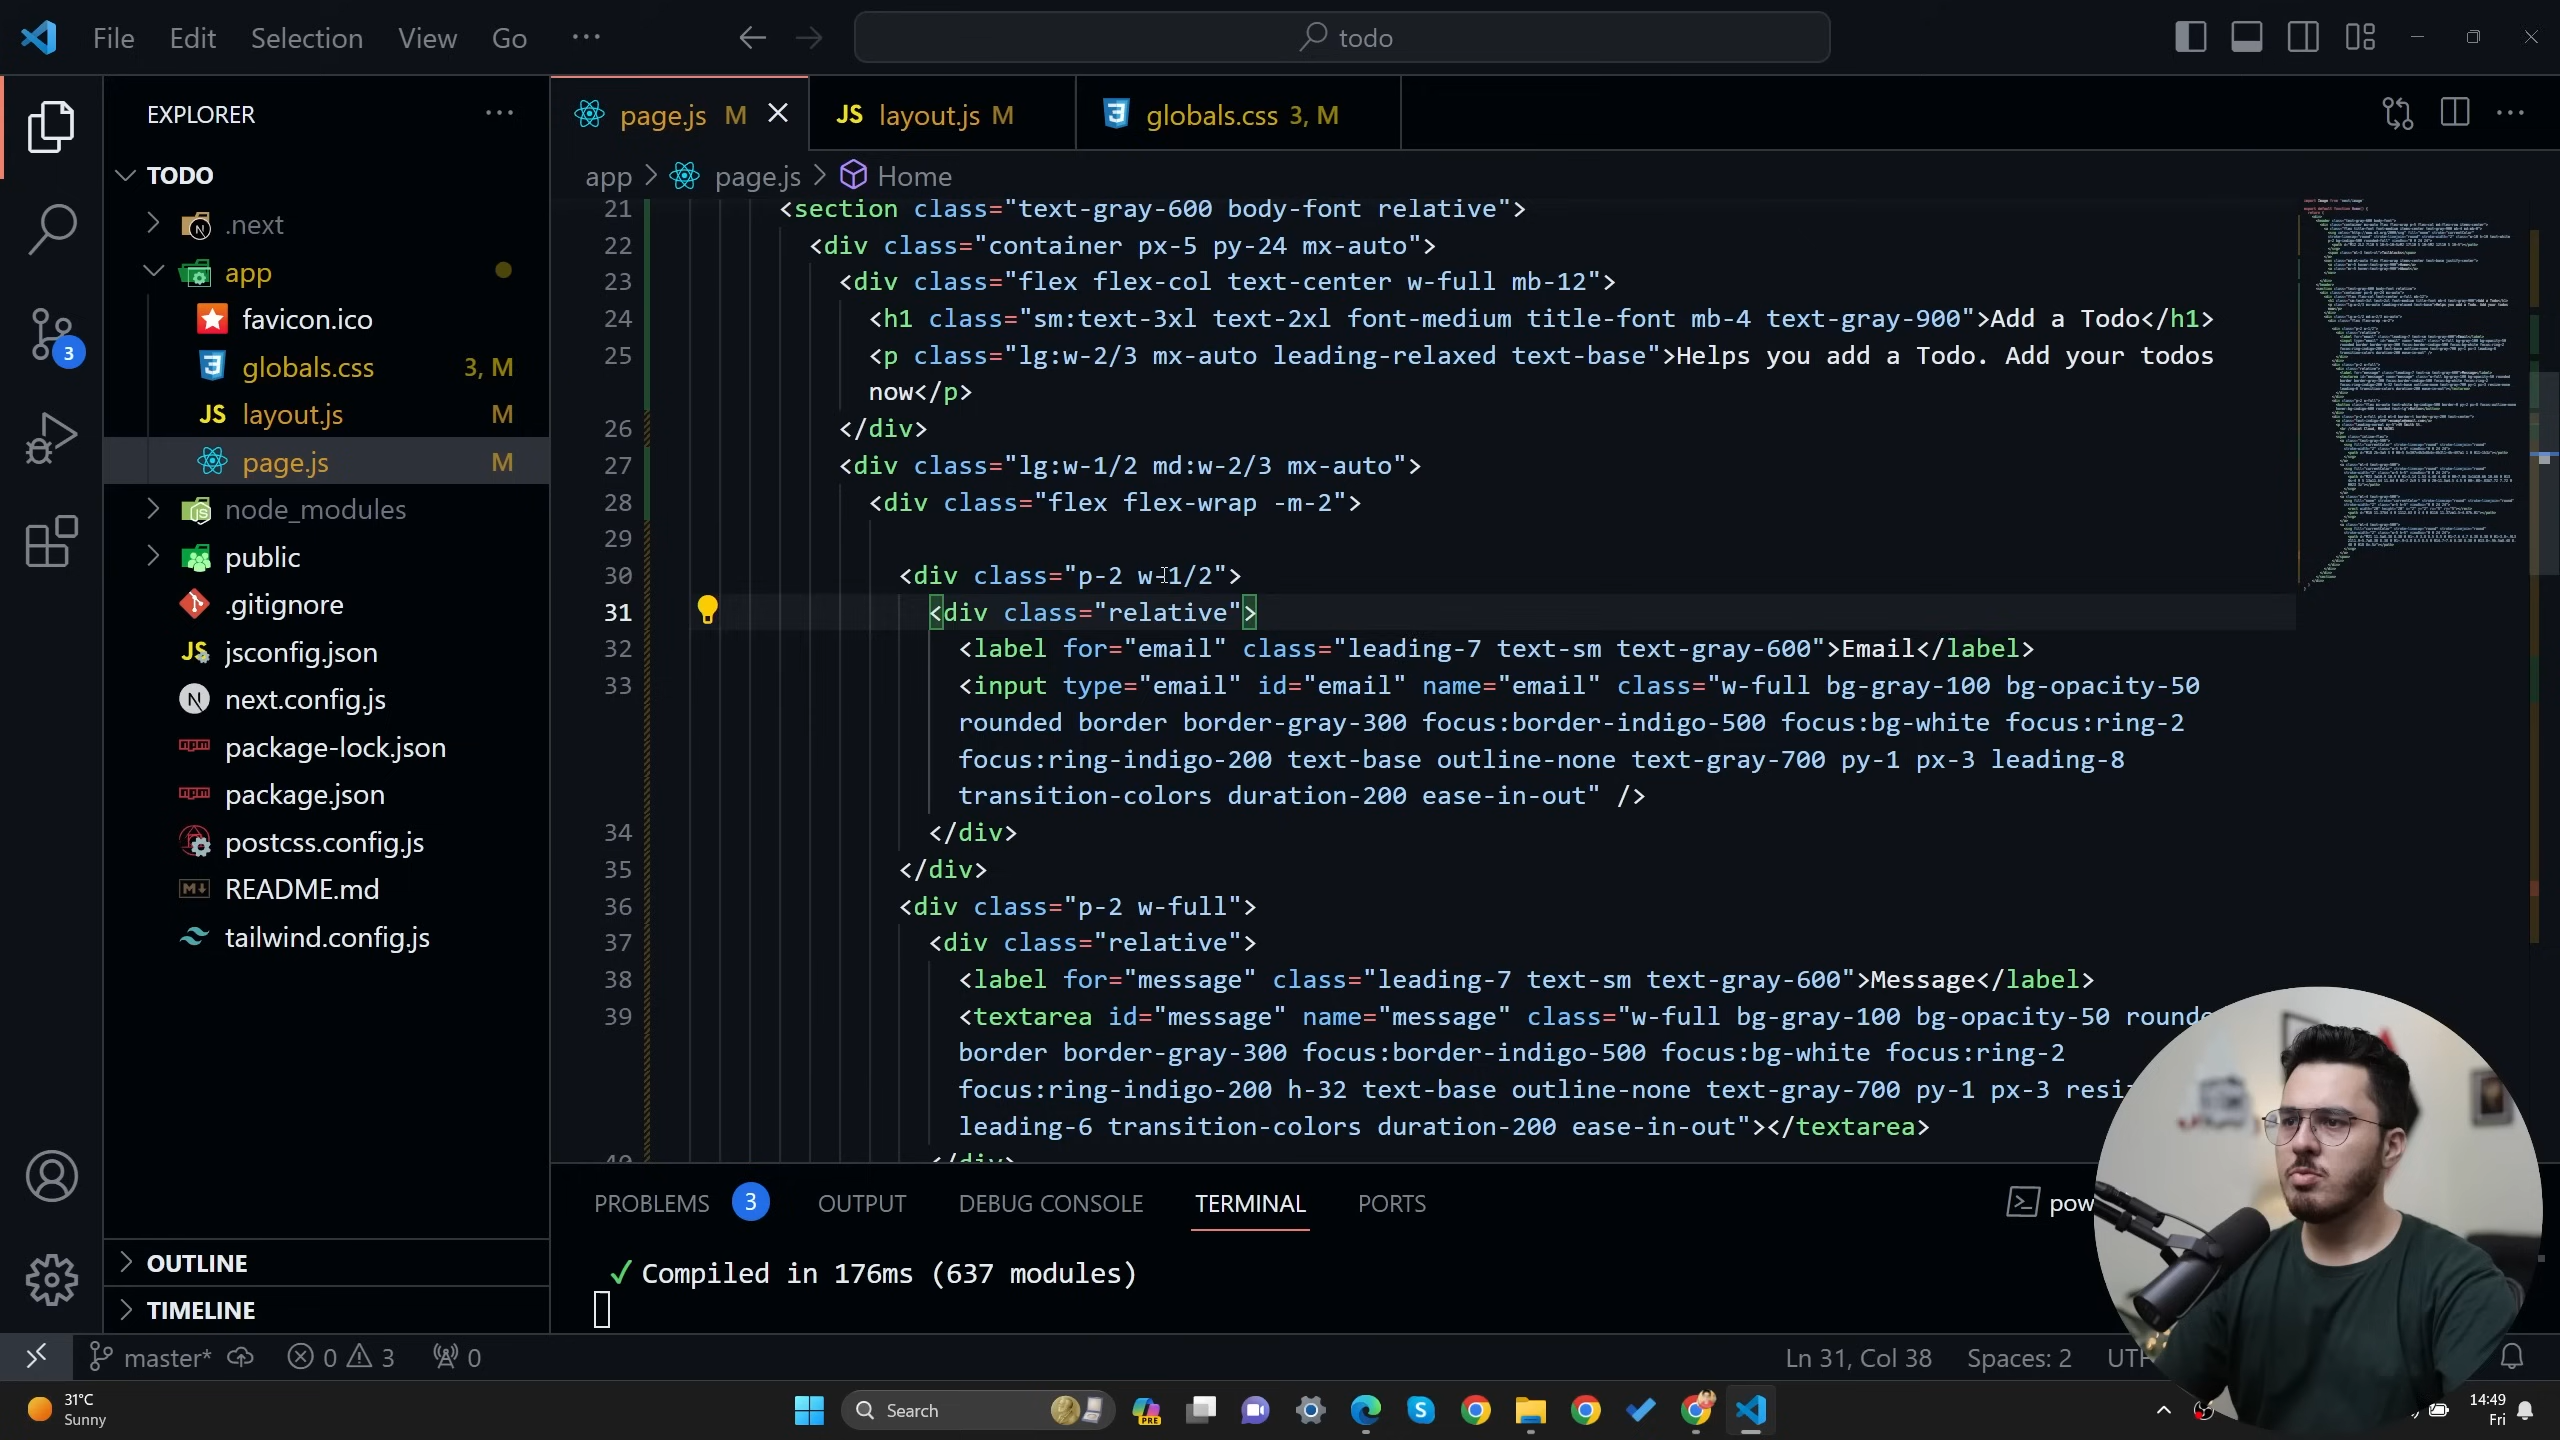 File Edit Selection View Go ··· todo
EXPLORER ···
TODO
.next
app
favicon.ico
globals.css 3, M
layout.js M
page.js M
node_modules
public
.gitignore
jsconfig.json
next.config.js
package-lock.json
package.json
postcss.config.js
README.md
tailwind.config.js
OUTLINE
TIMELINE
3
page.js M JS layout.js M globals.css 3, M
app > page.js > Home
21 <section class="text-gray-600 body-font relative">
22 <div class="container px-5 py-24 mx-auto">
23 <div class="flex flex-col text-center w-full mb-12">
24 <h1 class="sm:text-3xl text-2xl font-medium title-font mb-4 text-gray-900">Add a Todo</h1>
25 <p class="lg:w-2/3 mx-auto leading-relaxed text-base">Helps you add a Todo. Add your todos
now</p>
26 </div>
27 <div class="lg:w-1/2 md:w-2/3 mx-auto">
28 <div class="flex flex-wrap -m-2">
29
30 <div class="p-2 w-1/2">
31 <div class="relative">
32 <label for="email" class="leading-7 text-sm text-gray-600">Email</label>
33 <input type="email" id="email" name="email" class="w-full bg-gray-100 bg-opacity-50
rounded border border-gray-300 focus:border-indigo-500 focus:bg-white focus:ring-2
focus:ring-indigo-200 text-base outline-none text-gray-700 py-1 px-3 leading-8
transition-colors duration-200 ease-in-out" />
34 </div>
35 </div>
36 <div class="p-2 w-full">
37 <div class="relative">
38 <label for="message" class="leading-7 text-sm text-gray-600">Message</label>
39 <textarea id="message" name="message" class="w-full bg-gray-100 bg-opacity-50 rounde
border border-gray-300 focus:border-indigo-500 focus:bg-white focus:ring-2
focus:ring-indigo-200 h-32 text-base outline-none text-gray-700 py-1 px-3 resi
leading-6 transition-colors duration-200 ease-in-out"></textarea>
40 </div>
PROBLEMS 3 OUTPUT DEBUG CONSOLE TERMINAL PORTS pow
✓ Compiled in 176ms (637 modules)
master* 0 3 0 Ln 31, Col 38 Spaces: 2 UTF
31°C
Sunny
Search
PRE
14:49
Fri